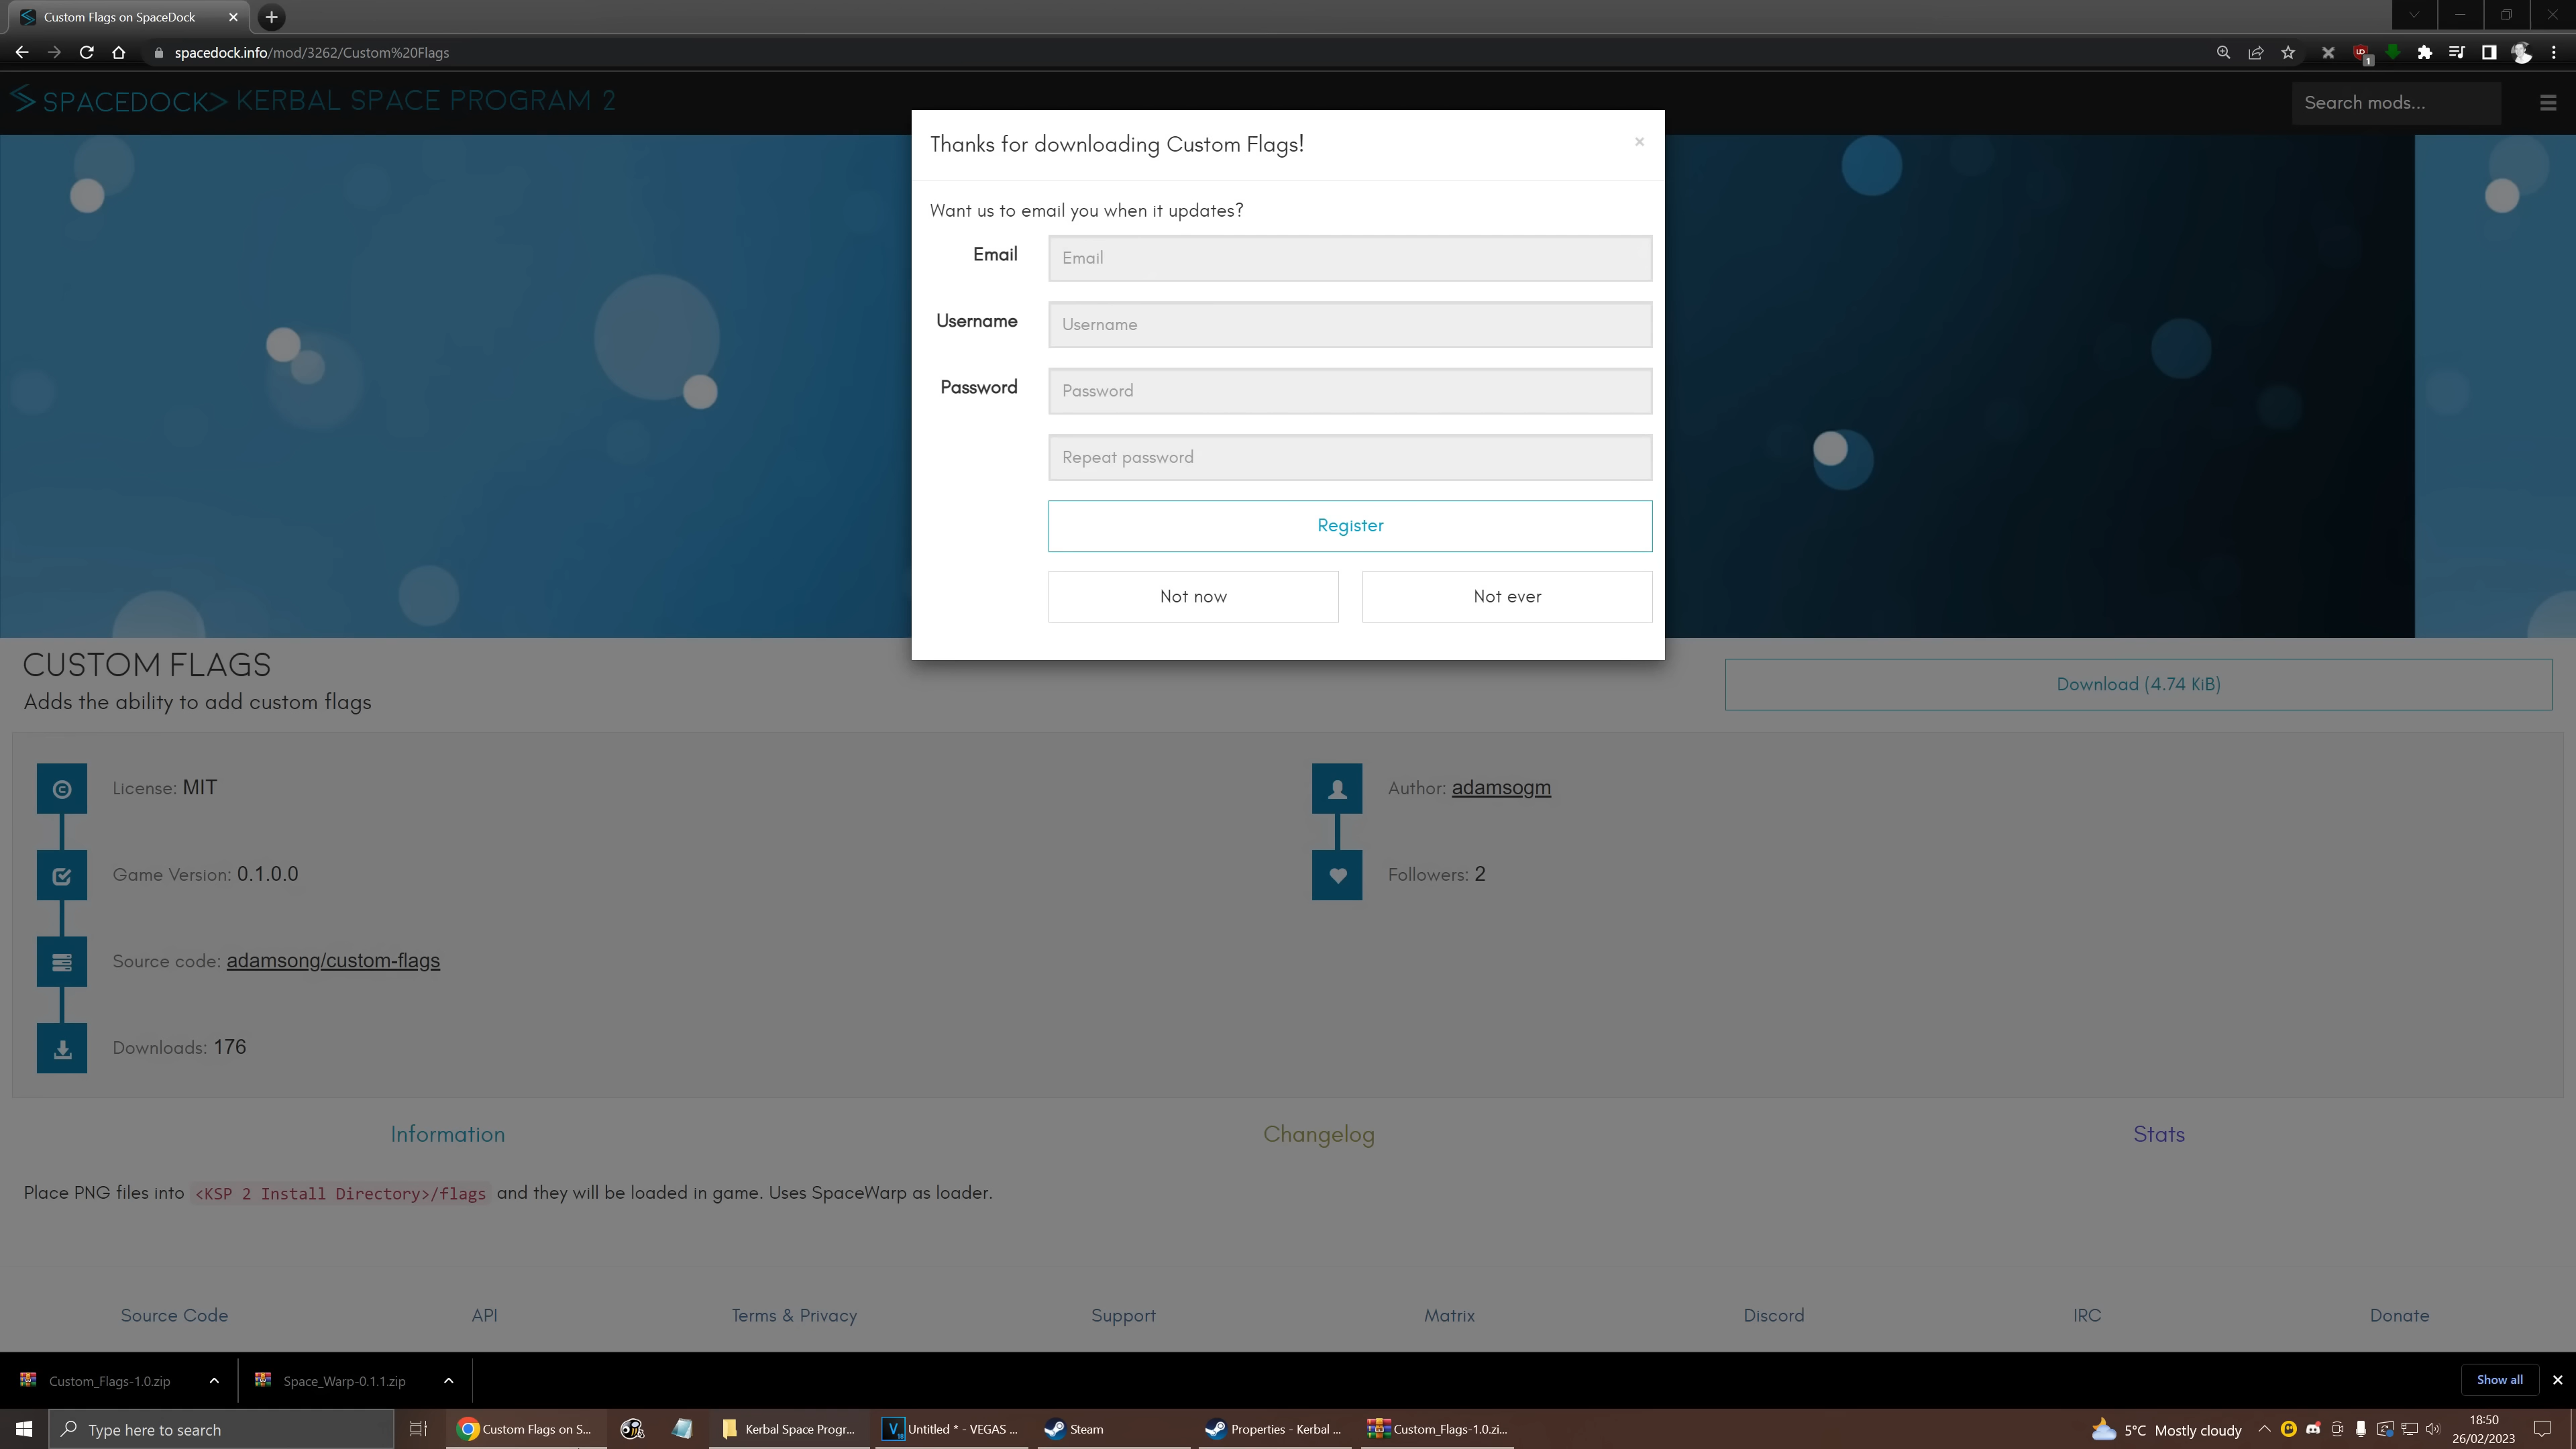 Custom Flags on SpaceDock
spacedock.info/mod/3262/Custom%20Flags
UD
1
SPACEDOCK> KERBAL SPACE PROGRAM 2
Search mods...
Thanks for downloading Custom Flags!
×
Want us to email you when it updates?
Email
Email
Username
Username
Password
Password
Repeat password
Register
Not now
Not ever
CUSTOM FLAGS
Adds the ability to add custom flags
Download (4.74 KiB)
License: MIT
Author: adamsogm
Game Version: 0.1.0.0
Followers: 2
Source code: adamsong/custom-flags
Downloads: 176
Information
Changelog
Stats
Place PNG files into <KSP 2 Install Directory>/flags and they will be loaded in game. Uses SpaceWarp as loader.
Source Code
API
Terms & Privacy
Support
Matrix
Discord
IRC
Donate
Custom_Flags-1.0.zip
Space_Warp-0.1.1.zip
Show all
Type here to search
Custom Flags on S...
Kerbal Space Progr...
Untitled * - VEGAS ...
Steam
Properties - Kerbal ...
Custom_Flags-1.0.zi...
5°C Mostly cloudy
18:50
26/02/2023